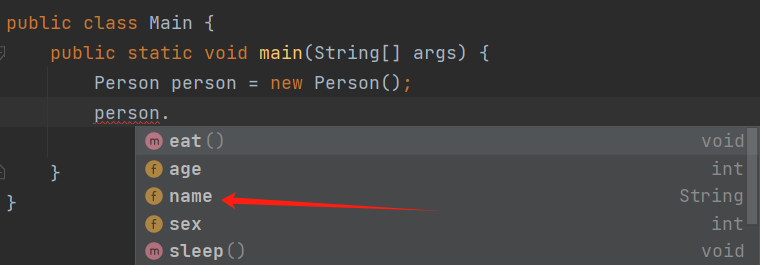 public class Main {
public static void main(String[] args) {
Person person = new Person();
person.
m eat() void
f age int
f name String
f sex int
m sleep() void
}
}